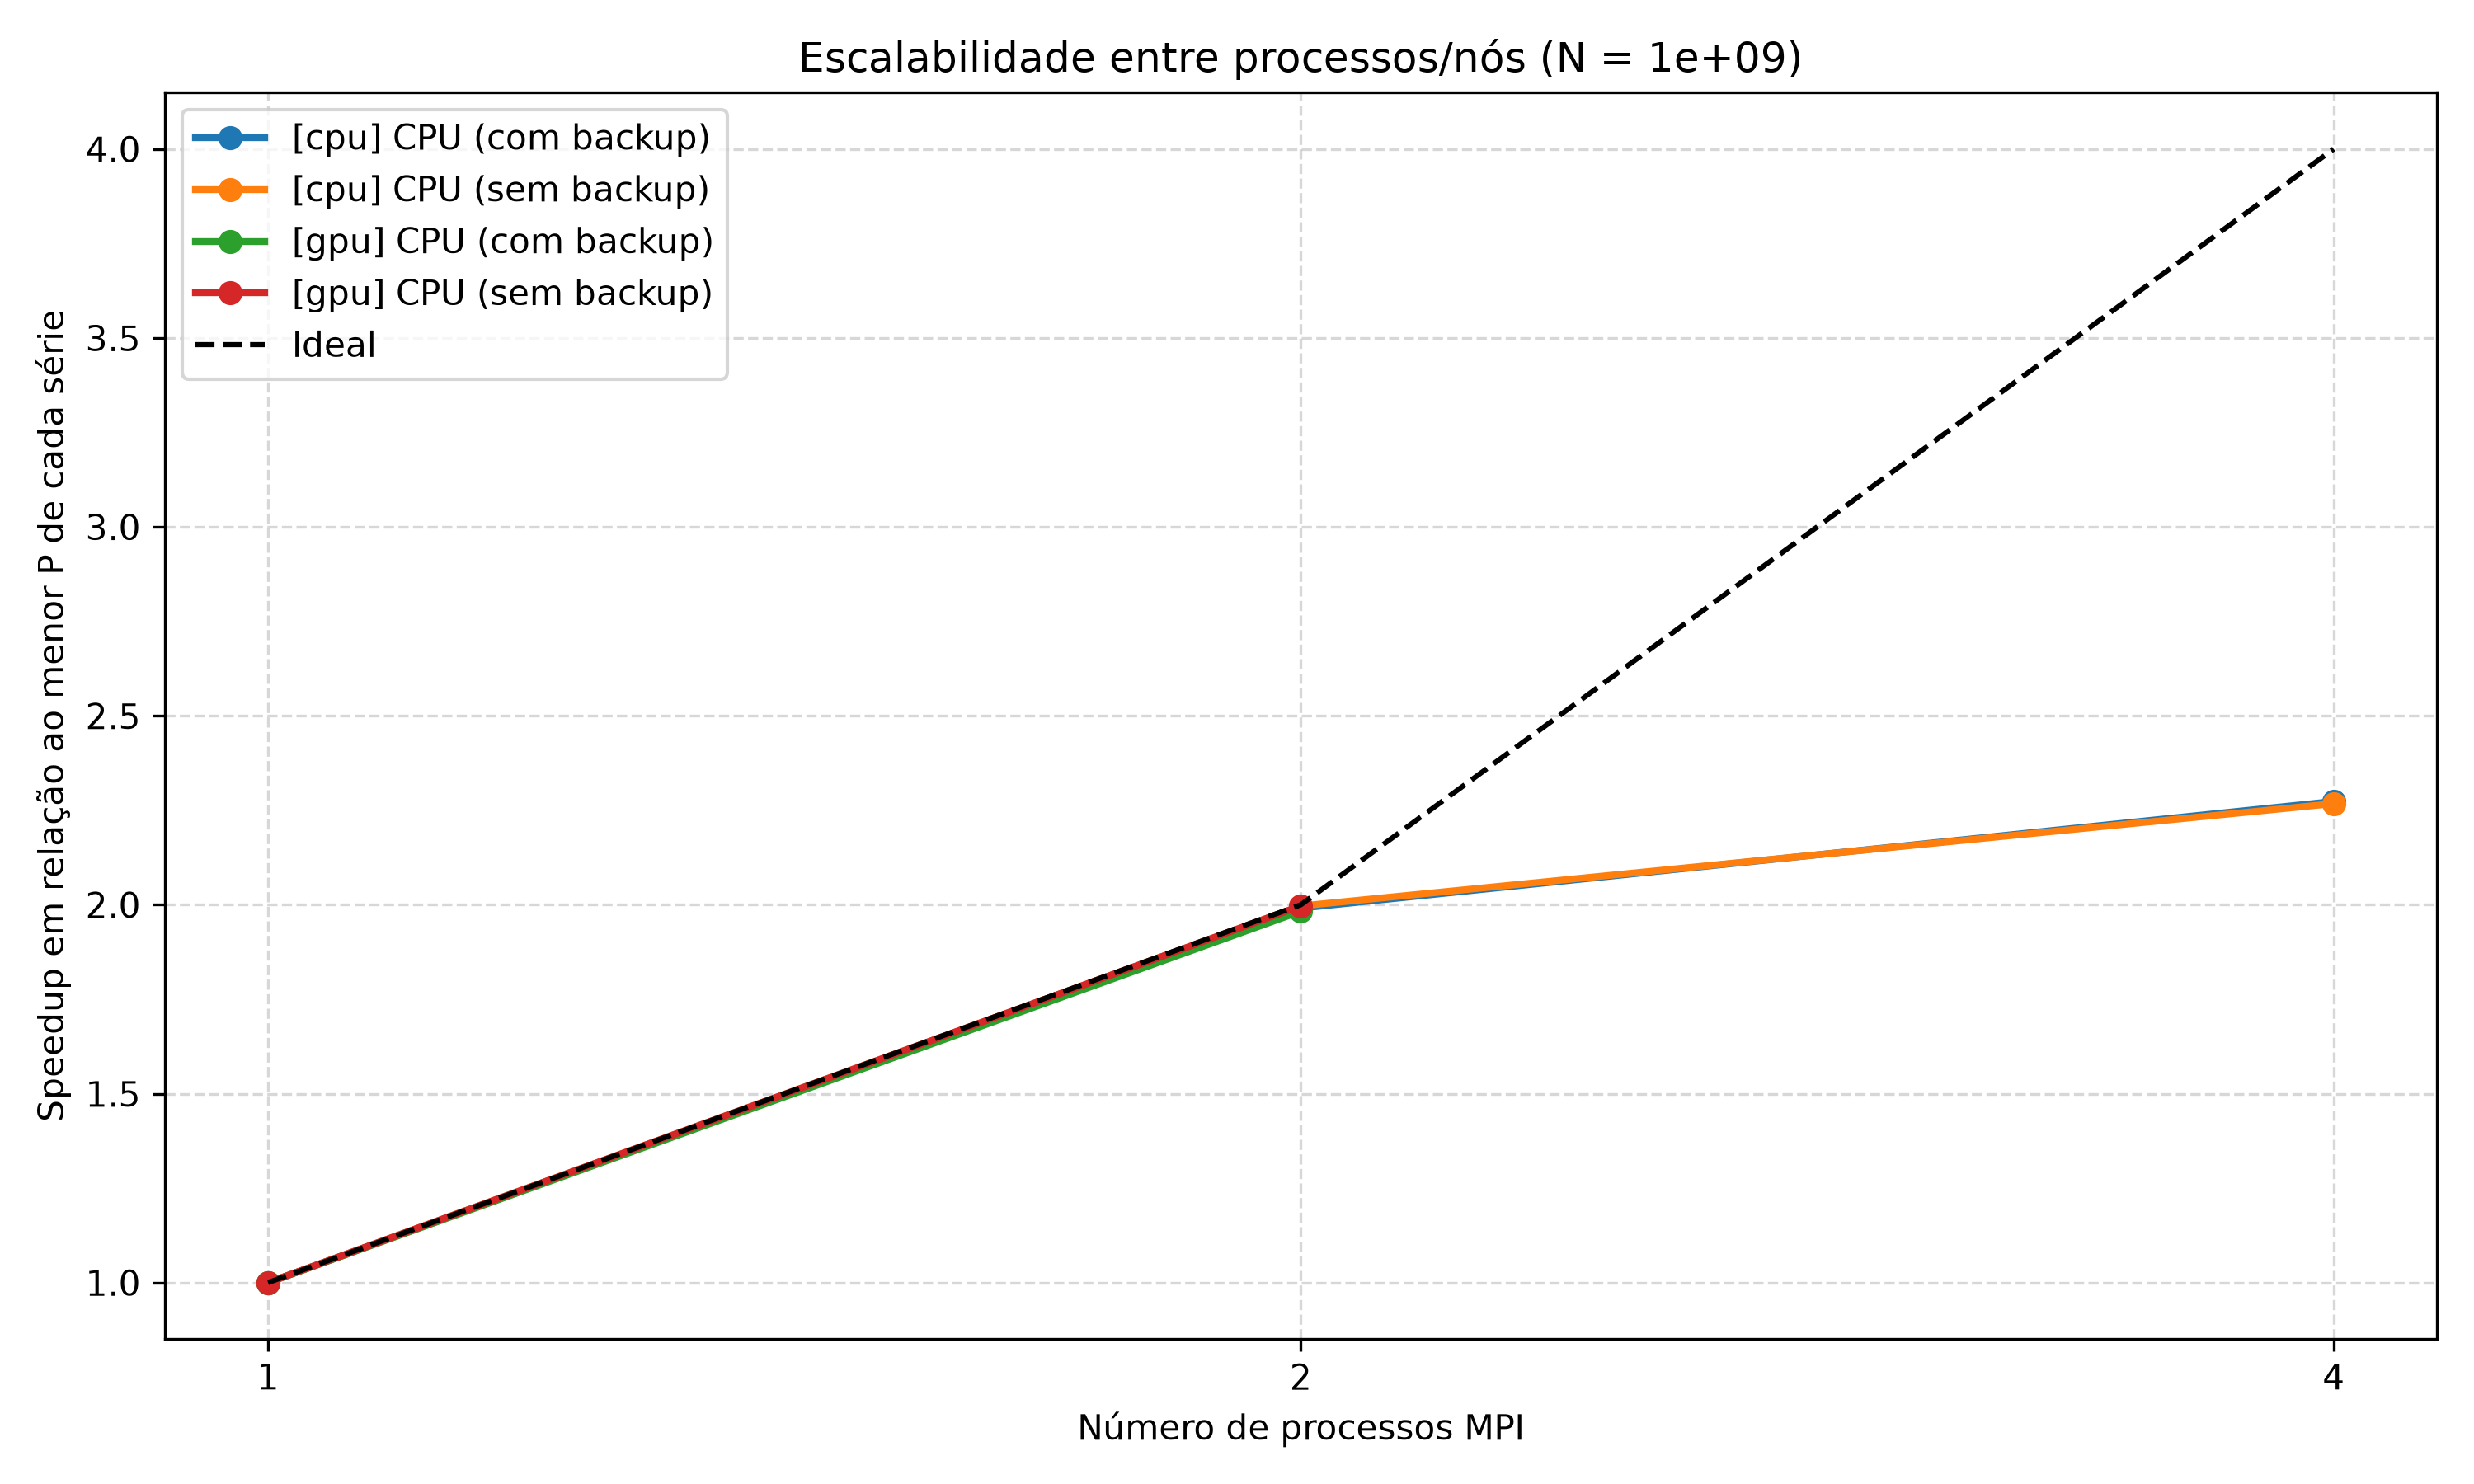 Escalabilidade entre processos/nós (N = 1e+09)
[cpu] CPU (com backup)
[cpu] CPU (sem backup)
[gpu] CPU (com backup)
[gpu] CPU (sem backup)
Ideal
Speedup em relação ao menor P de cada série
4.0
3.5
3.0
2.5
2.0
1.5
1.0
1
2
4
Número de processos MPI